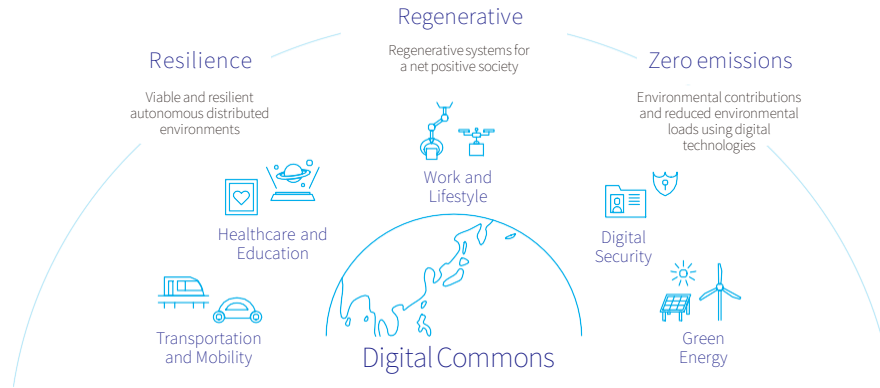 Regenerative
Regenerative systems for
a net positive society
Resilience
Viable and resilient
autonomous distributed
environments
Zero emissions
Environmental contributions
and reduced environmental
loads using digital
technologies
Work and
Lifestyle
Healthcare and
Education
Digital
Security
Transportation
and Mobility
Green
Energy
Digital Commons